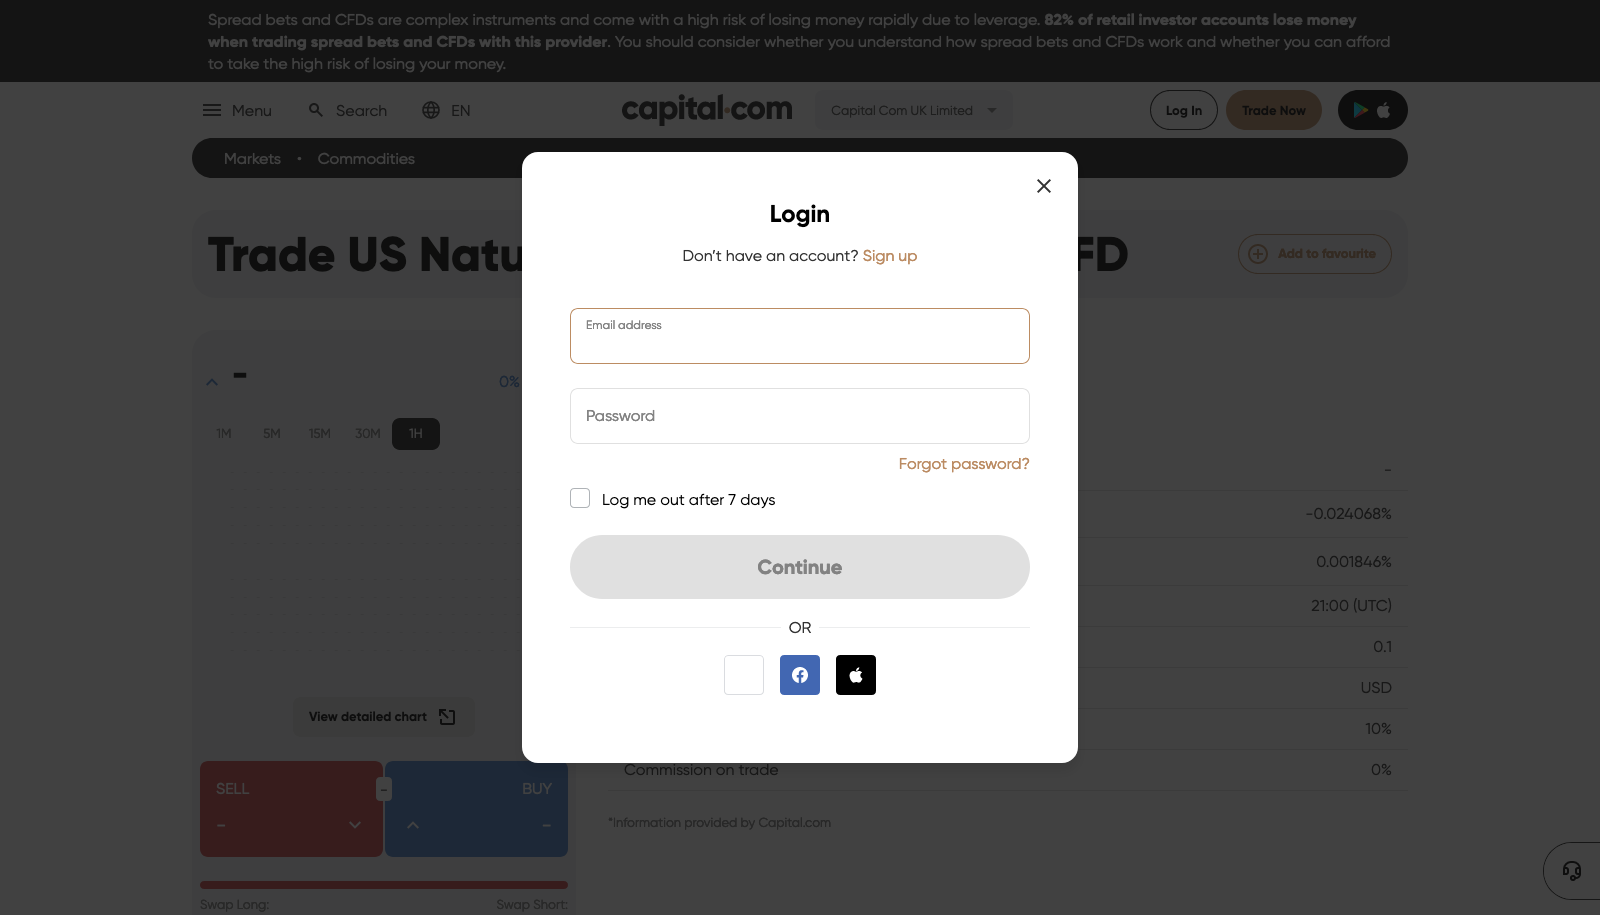 Spread bets and CFDs are complex instruments and come with a high risk of losing money rapidly due to leverage. 82% of retail investor accounts lose money
when trading spread bets and CFDs with this provider. You should consider whether you understand how spread bets and CFDs work and whether you can afford
to take the high risk of losing your money.
Menu Search EN capital.com Capital Com UK Limited Log In Trade Now
Markets • Commodities
Login
Don't have an account? Sign up
Trade US FD Add to favourite
Email address
0%
Password
1M 5M 15M 30M 1H
Forgot password?
–
Log me out after 7 days
-0.024068%
Continue
0.001846%
21:00 (UTC)
OR
0.1
USD
View detailed chart
10%
Commission on trade 0%
SELL - BUY
– –
*Information provided by Capital.com
Swap Long: Swap Short: